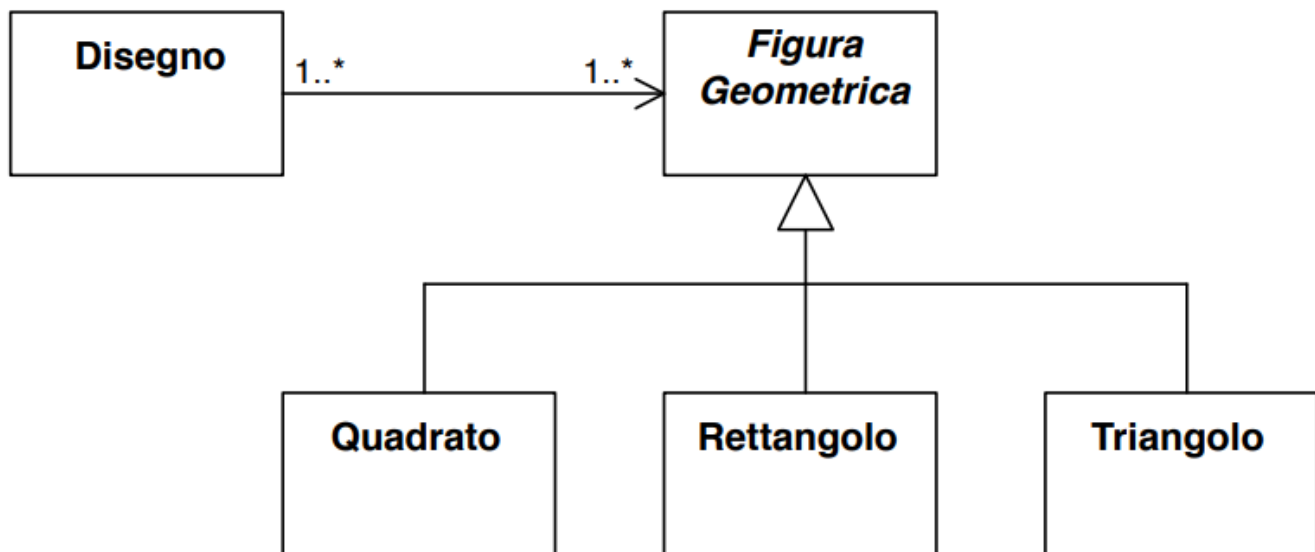 Disegno
1..*
1..*
Figura
Geometrica
Quadrato
Rettangolo
Triangolo